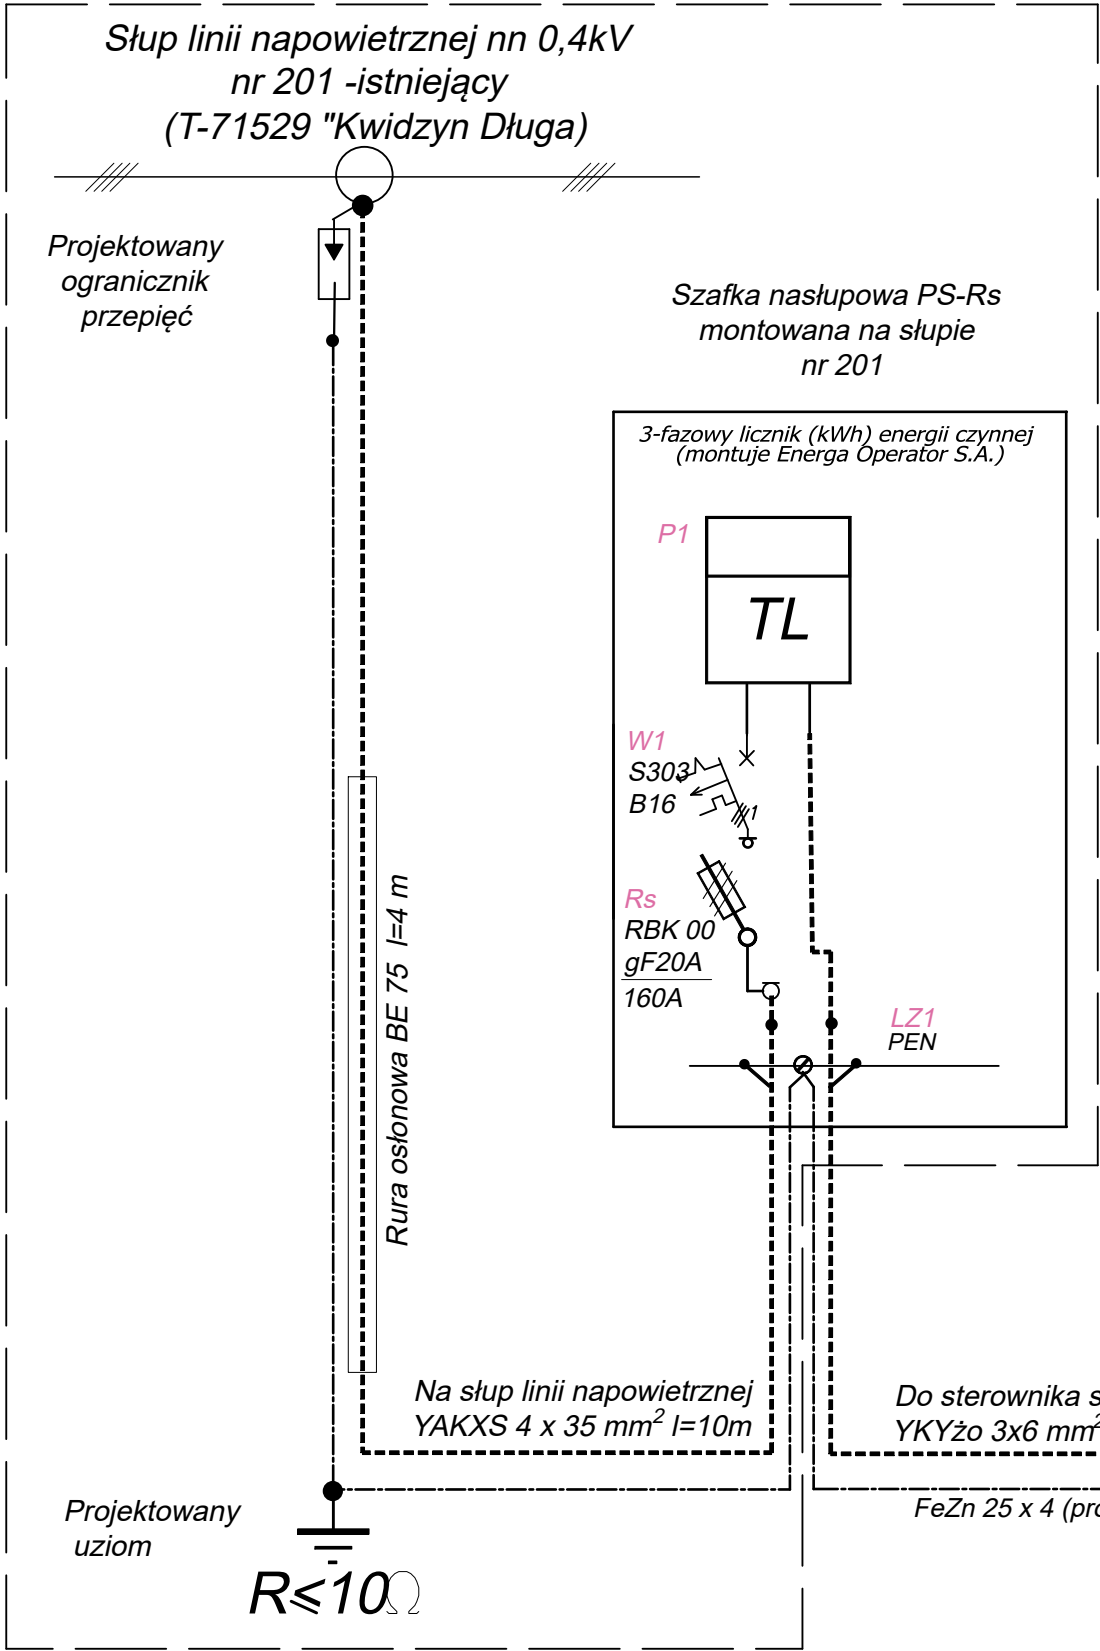 Słup linii napowietrznej nn 0,4kV
nr 201 -istniejący
(T-71529 "Kwidzyn Długa)
Projektowany
ogranicznik
przepięć
Szafka nasłupowa PS-Rs
montowana na słupie
nr 201
3-fazowy licznik (kWh) energii czynnej
(montuje Energa Operator S.A.)
P1
TL
W1
S303
B16
1
Rs
RBK 00
gF20A
160A
LZ1
PEN
Rura osłonowa BE 75 l=4 m
Na słup linii napowietrznej
YAKXS 4 x 35 mm² l=10m
Do sterownika s
YKYżo 3x6 mm²
FeZn 25 x 4 (pro
Projektowany
uziom
R⩽10Ω